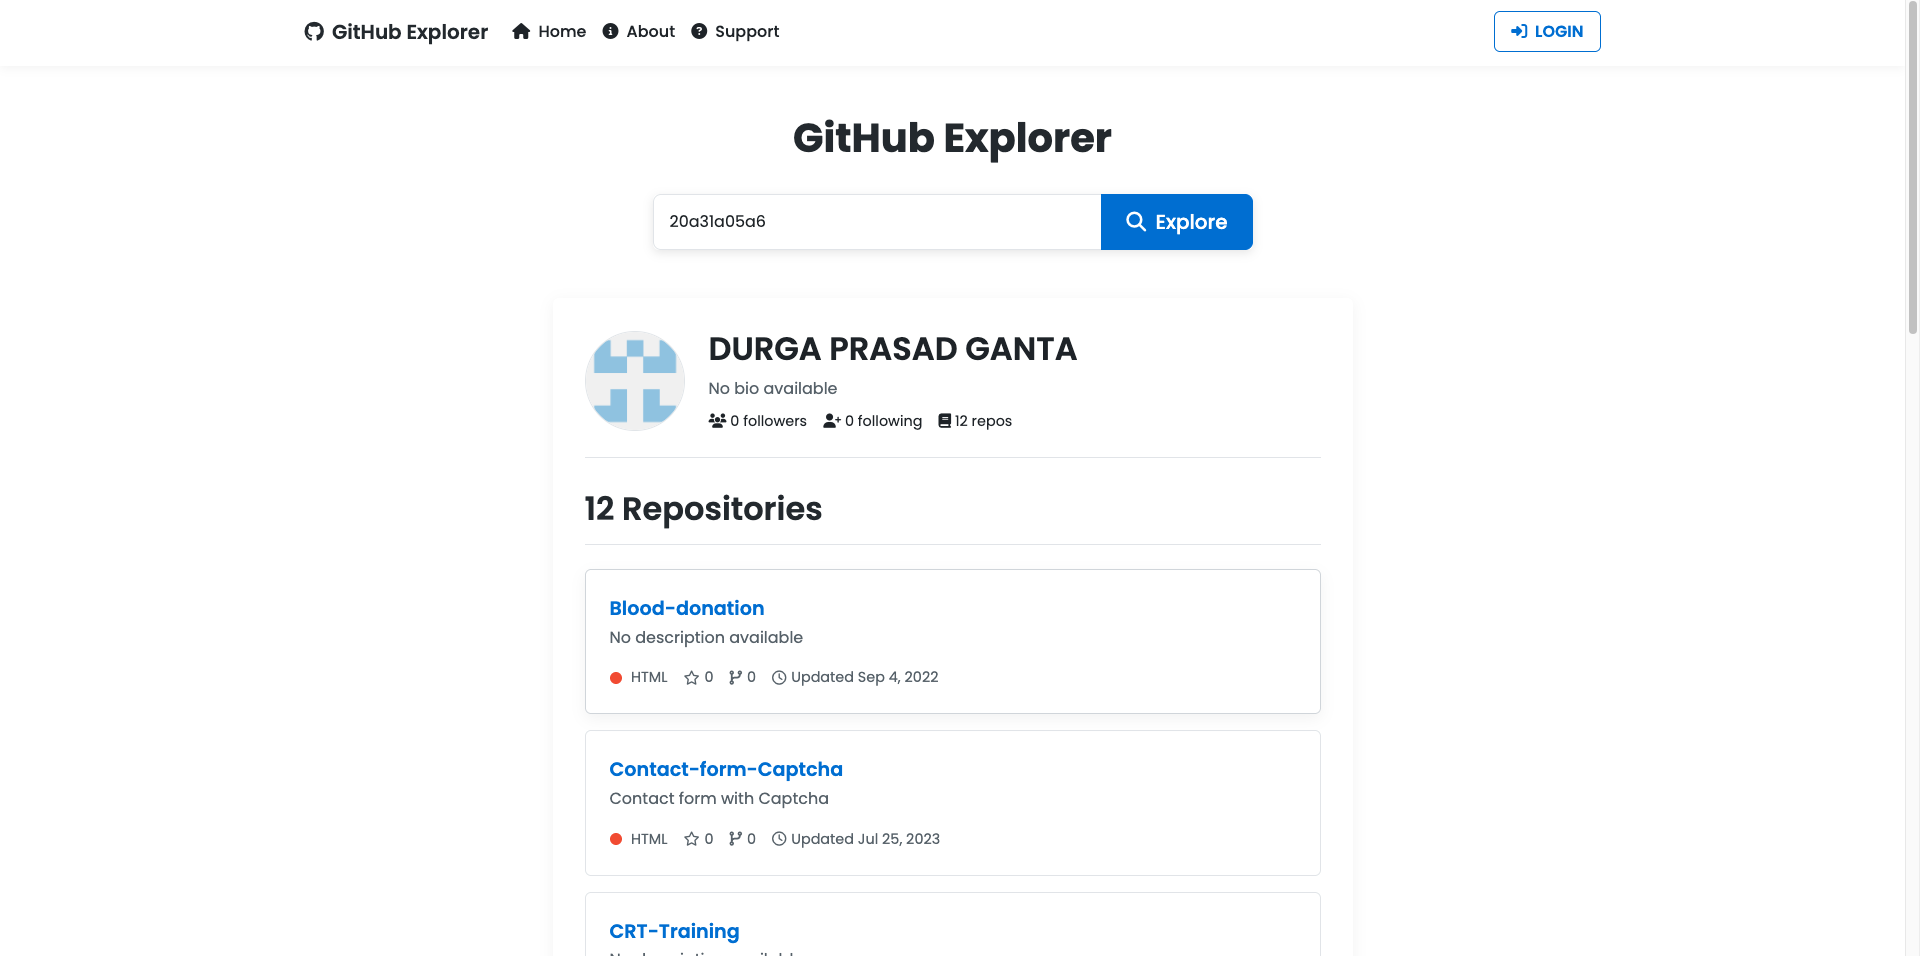 GitHub Explorer Home About Support LOGIN
GitHub Explorer
20a31a05a6 Explore
DURGA PRASAD GANTA
No bio available
0 followers 0 following 12 repos
12 Repositories
Blood-donation
No description available
HTML 0 0 Updated Sep 4, 2022
Contact-form-Captcha
Contact form with Captcha
HTML 0 0 Updated Jul 25, 2023
CRT-Training